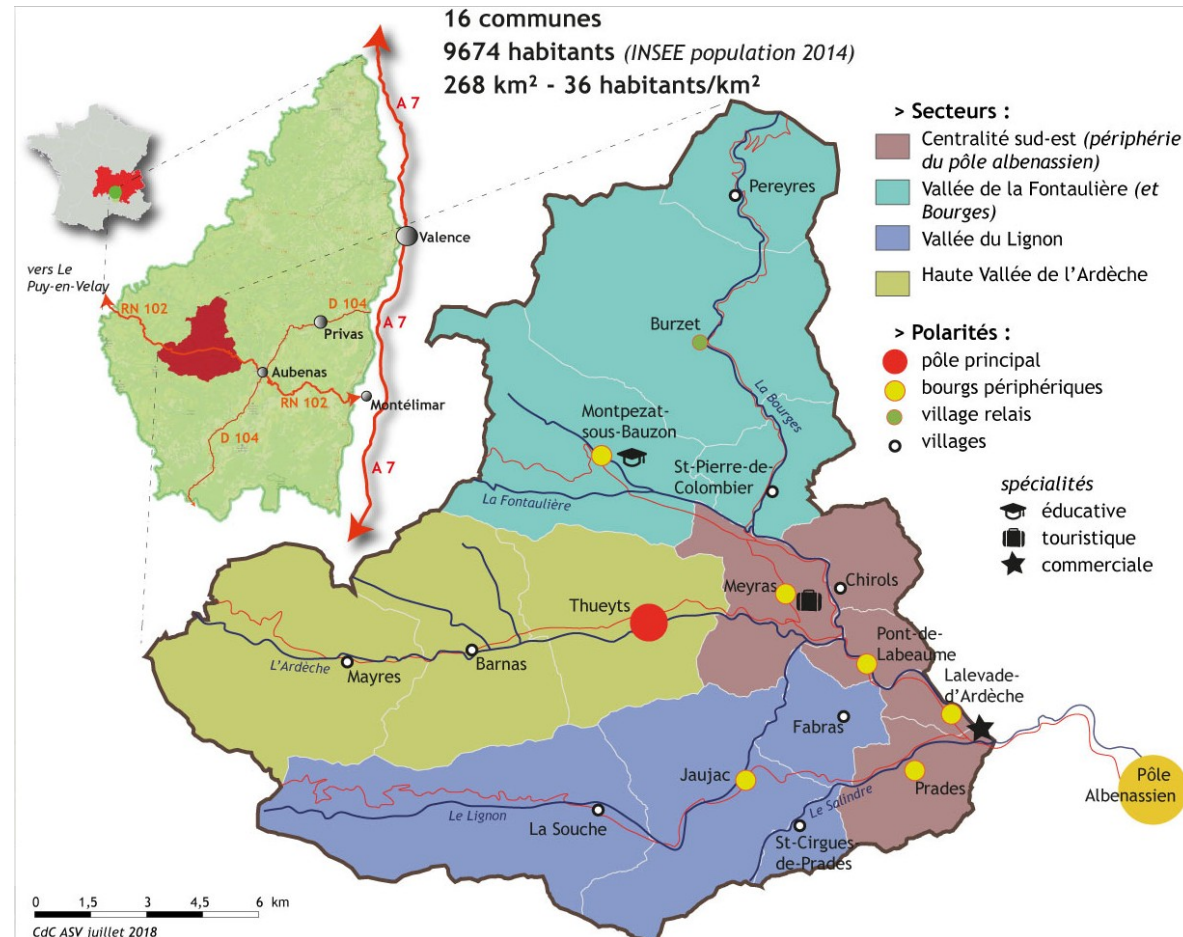 16 communes
9674 habitants (INSEE population 2014)
268 km² - 36 habitants/km²
A 7
Valence
vers Le
Puy-en-Velay
RN 102
D 104
Privas
A 7
Aubenas
RN 102
Montélimar
D 104
A 7
> Secteurs :
Centralité sud-est (périphérie
du pôle albenassien)
Vallée de la Fontaulière (et
Bourges)
Vallée du Lignon
Haute Vallée de l'Ardèche
> Polarités :
pôle principal
bourgs périphériques
village relais
villages
spécialités
éducative
touristique
commerciale
Pereyres
Burzet
La Bourges
Montpezat-
sous-Bauzon
St-Pierre-de-
Colombier
La Fontaulière
Meyras
Chirols
Thueyts
Pont-de-
Labeaume
L'Ardèche
Mayres
Barnas
Lalevade-
d'Ardèche
Fabras
Jaujac
Prades
Pôle
Albenassien
Le Salindre
Le Lignon
La Souche
St-Cirgues-
de-Prades
0 1,5 3 4,5 6 km
CdC ASV juillet 2018